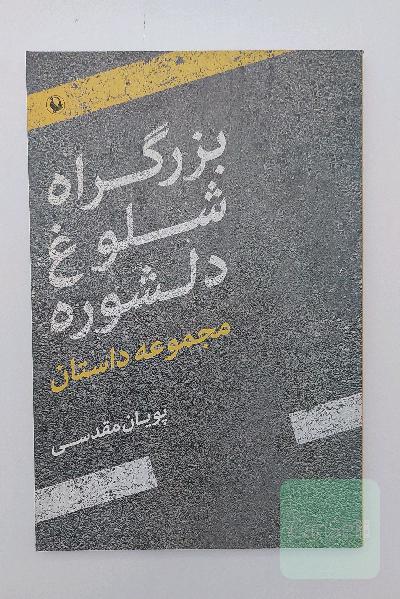 بزرگراه
شلوغ
دلشوره
مجموعه داستان
پویان مقدسی